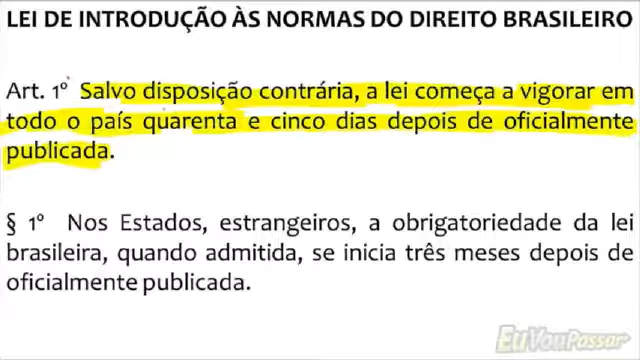 LEI DE INTRODUÇÃO ÀS NORMAS DO DIREITO BRASILEIRO
Art. 1º Salvo disposição contrária, a lei começa a vigorar em
todo o país quarenta e cinco dias depois de oficialmente
publicada.
§ 1º Nos Estados, estrangeiros, a obrigatoriedade da lei
brasileira, quando admitida, se inicia três meses depois de
oficialmente publicada.
EuVouPassar